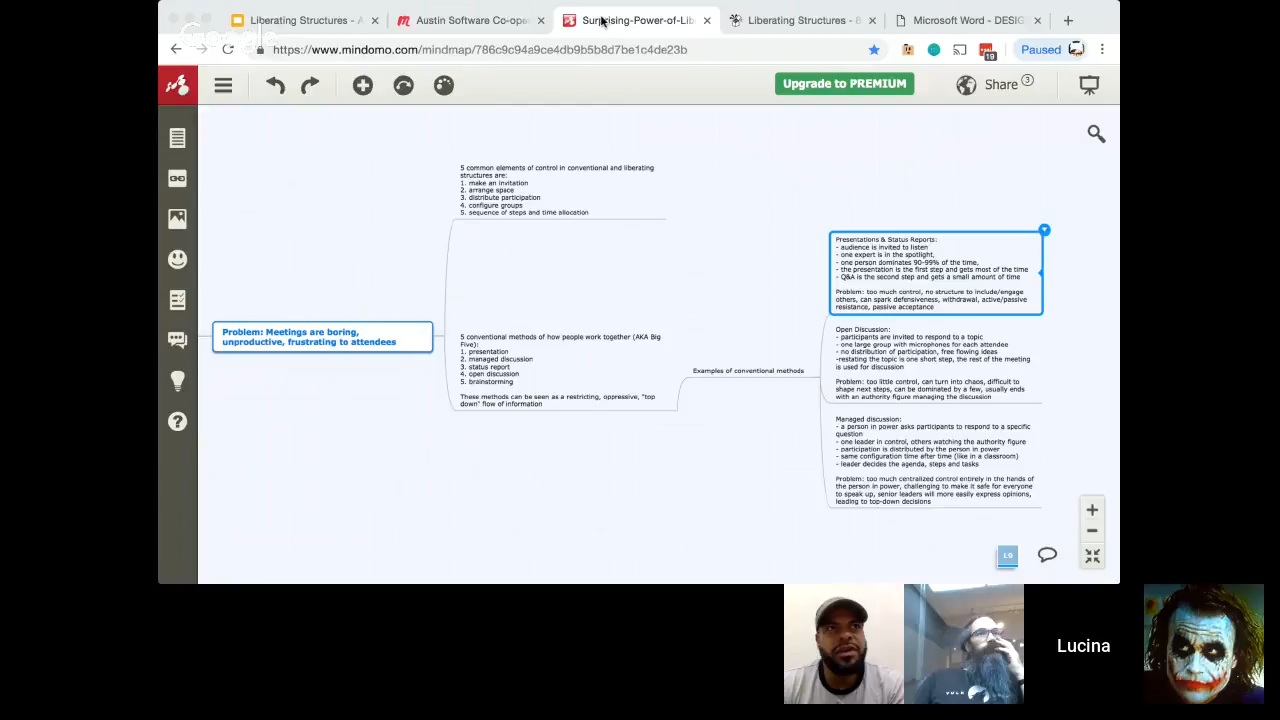 Liberating Structures - A
Austin Software Co-ope
Surprising-Power-of-Lib
Liberating Structures - 8
Microsoft Word - DESIG
https://www.mindomo.com/mindmap/786c9c94a9ce4db9b5b8d7be1c4de23b
19
Paused
Upgrade to PREMIUM
Share 3
5 common elements of control in conventional and liberating
structures are:
1. make an invitation
2. arrange space
3. distribute participation
4. configure groups
5. sequence of steps and time allocation
Presentations & Status Reports:
- audience is invited to listen
- one expert is in the spotlight,
- one person dominates 90-99% of the time,
- the presentation is the first step and gets most of the time
- Q&A is the second step and gets a small amount of time
Problem: too much control, no structure to include/engage
others, can spark defensiveness, withdrawal, active/passive
resistance, passive acceptance
Problem: Meetings are boring,
unproductive, frustrating to attendees
5 conventional methods of how people work together (AKA Big
Five):
1. presentation
2. managed discussion
3. status report
4. open discussion
5. brainstorming
These methods can be seen as a restricting, oppressive, "top
down" flow of information
Examples of conventional methods
Open Discussion:
- participants are invited to respond to a topic
- one large group with microphones for each attendee
- no distribution of participation, free flowing ideas
-restating the topic is one short step, the rest of the meeting
is used for discussion
Problem: too little control, can turn into chaos, difficult to
shape next steps, can be dominated by a few, usually ends
with an authority figure managing the discussion
Managed discussion:
- a person in power asks participants to respond to a specific
question
- one leader in control, others watching the authority figure
- participation is distributed by the person in power
- same configuration time after time (like in a classroom)
- leader decides the agenda, steps and tasks
Problem: too much centralized control entirely in the hands of
the person in power, challenging to make it safe for everyone
to speak up, senior leaders will more easily express opinions,
leading to top-down decisions
Lucina